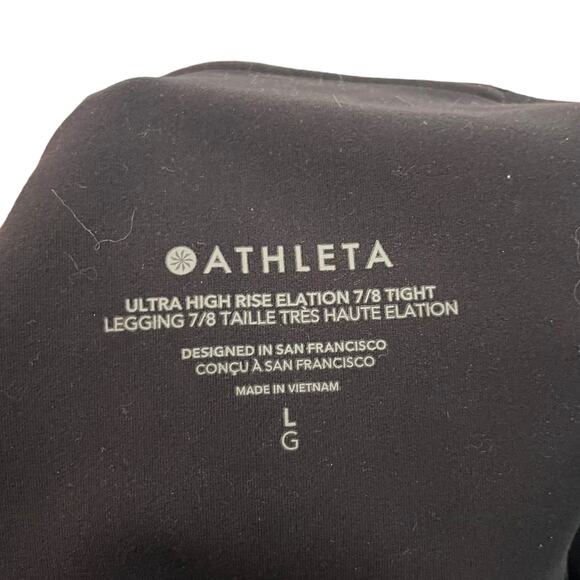 ATHLETA
ULTRA HIGH RISE ELATION 7/8 TIGHT
LEGGING 7/8 TAILLE TRÈS HAUTE ELATION
DESIGNED IN SAN FRANCISCO
CONÇU À SAN FRANCISCO
MADE IN VIETNAM
L
G